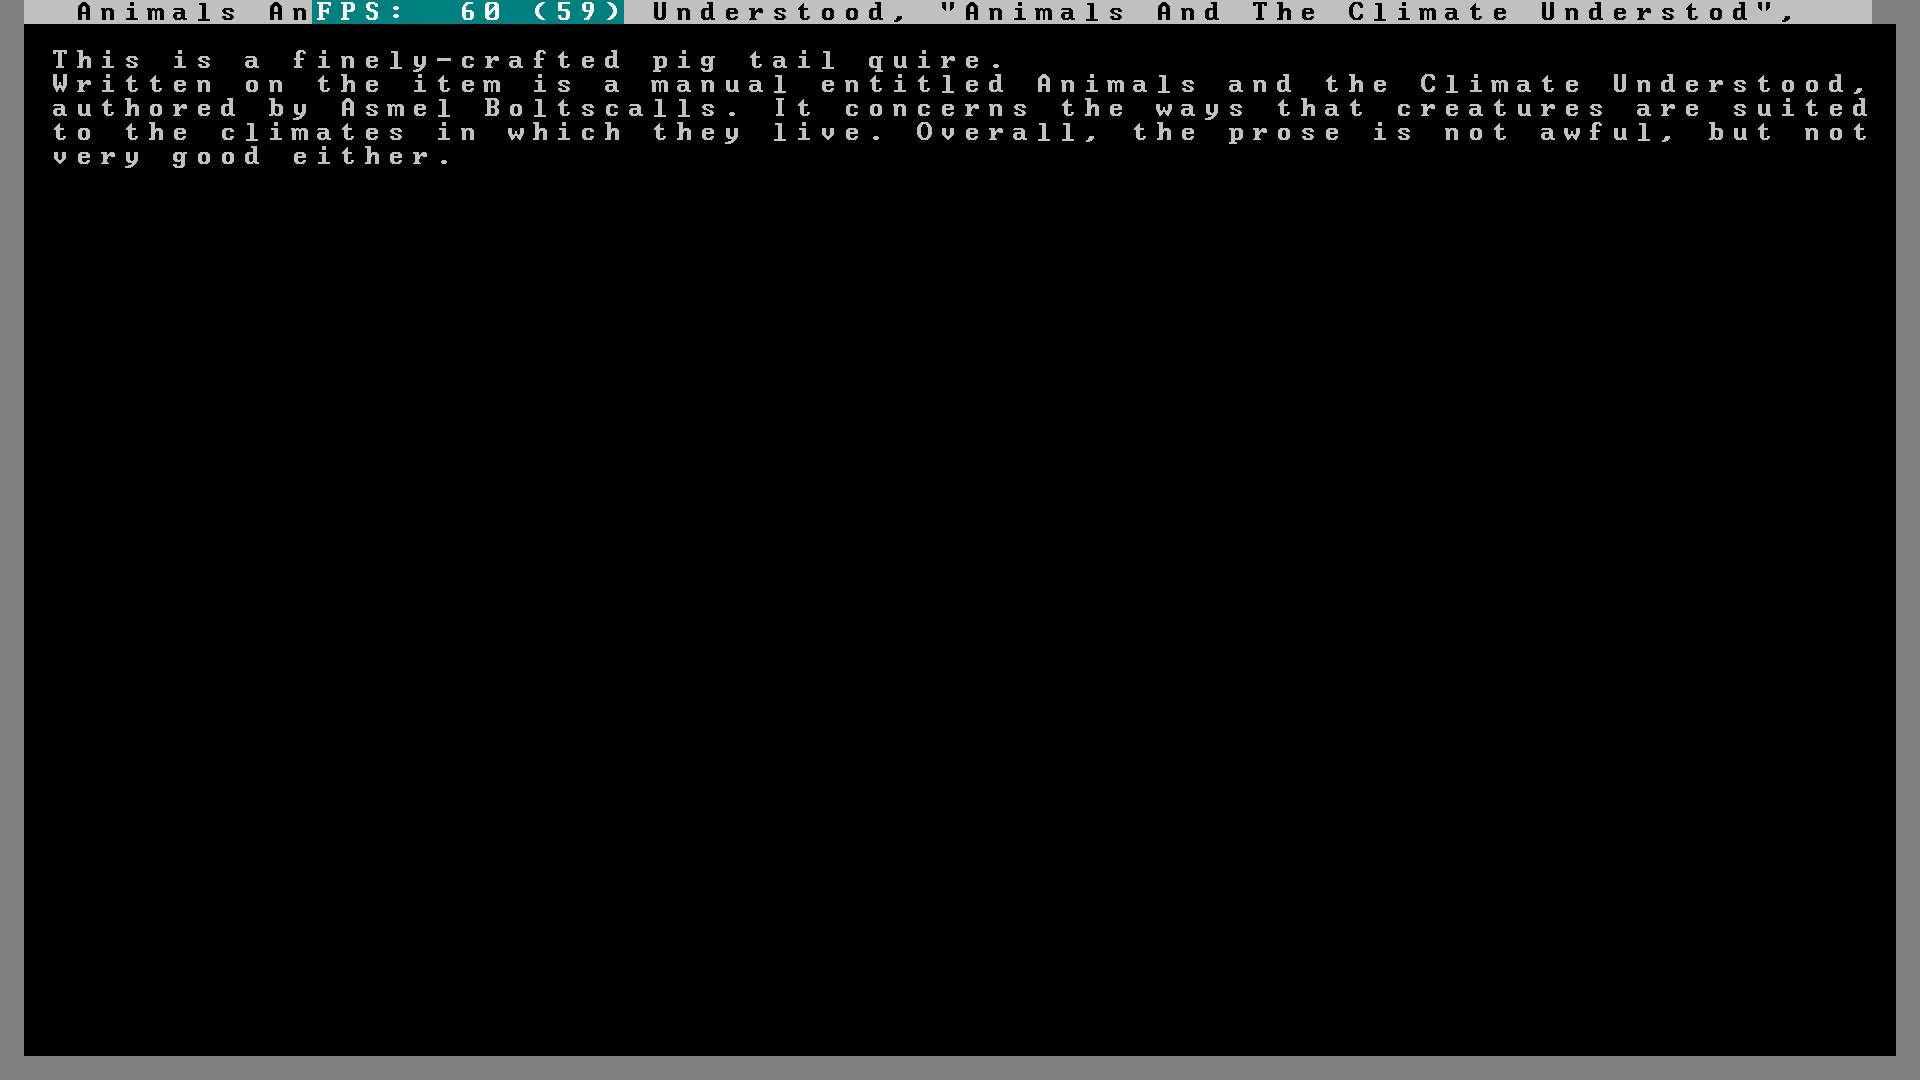 Animals An FPS: 60 (59) Understood, "Animals And The Climate Understod",
This is a finely-crafted pig tail quire.
Written on the item is a manual entitled Animals and the Climate Understood,
authored by Asmel Boltscalls. It concerns the ways that creatures are suited
to the climates in which they live. Overall, the prose is not awful, but not
very good either.